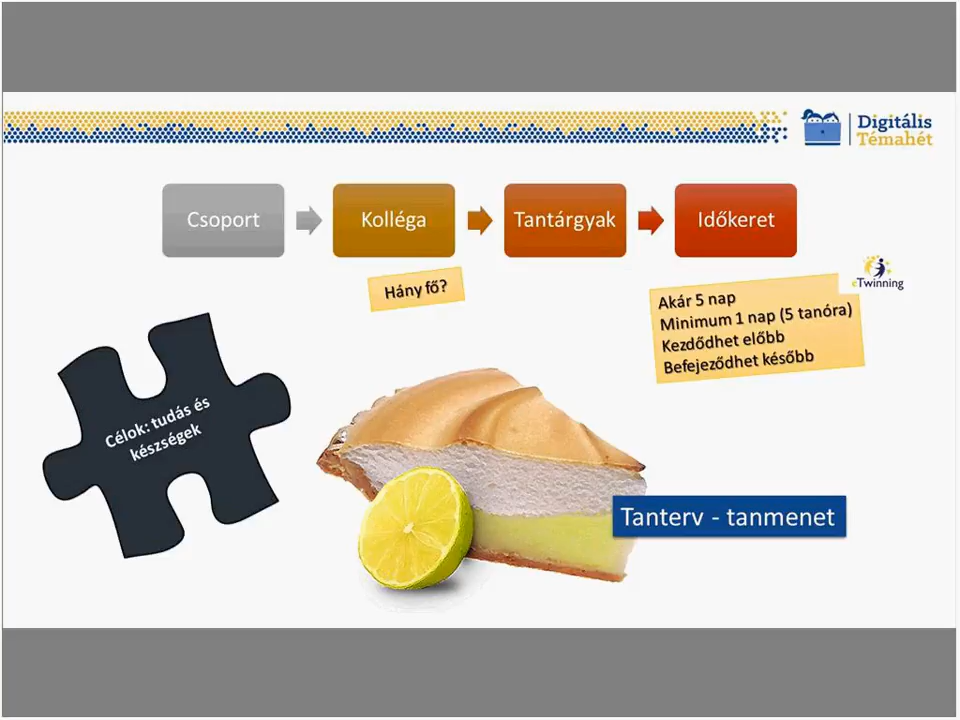 Digitális
Témahét
Csoport
Kolléga
Tantárgyak
Időkeret
Hány fő?
eTwinning
Akár 5 nap
Minimum 1 nap (5 tanóra)
Kezdődhet előbb
Befejeződhet később
Célok: tudás és
készségek
Tanterv - tanmenet